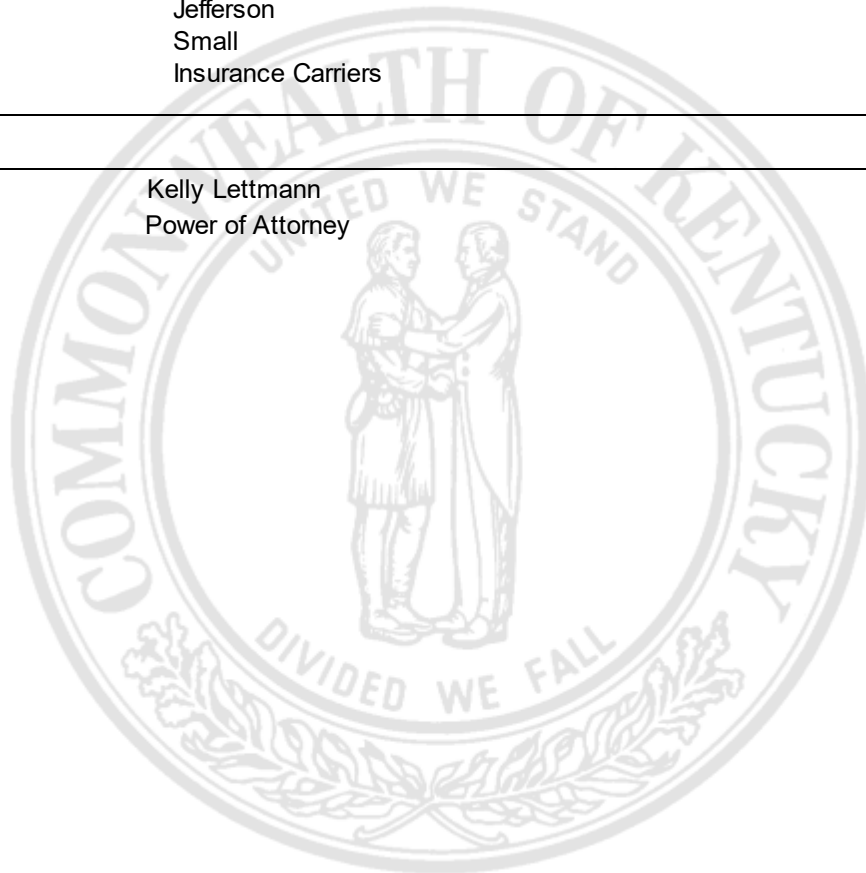 Jefferson
Small
Insurance Carriers
Kelly Lettmann
Power of Attorney
COMMONWEALTH OF KENTUCKY
UNITED WE STAND
DIVIDED WE FALL